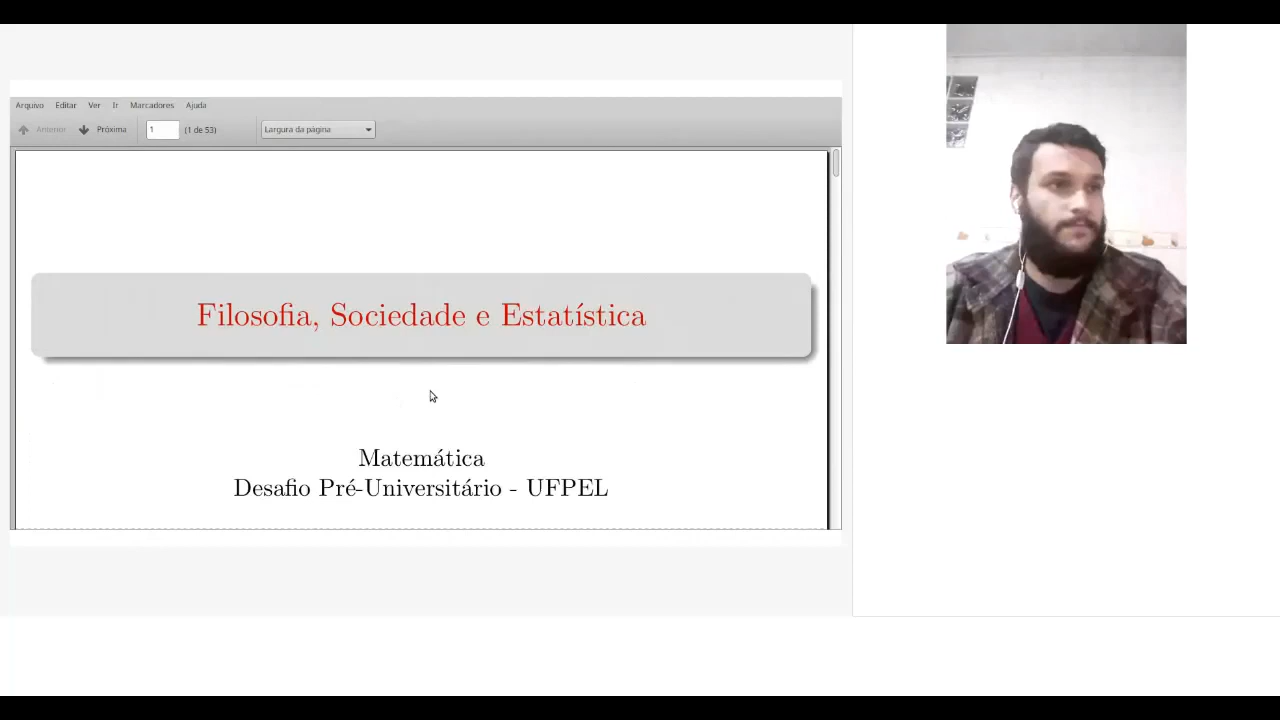 Arquivo Editar Ver Ir Marcadores Ajuda
Anterior Próxima 1 (1 de 53) Largura da página
Filosofia, Sociedade e Estatística
Matemática
Desafio Pré-Universitário - UFPEL